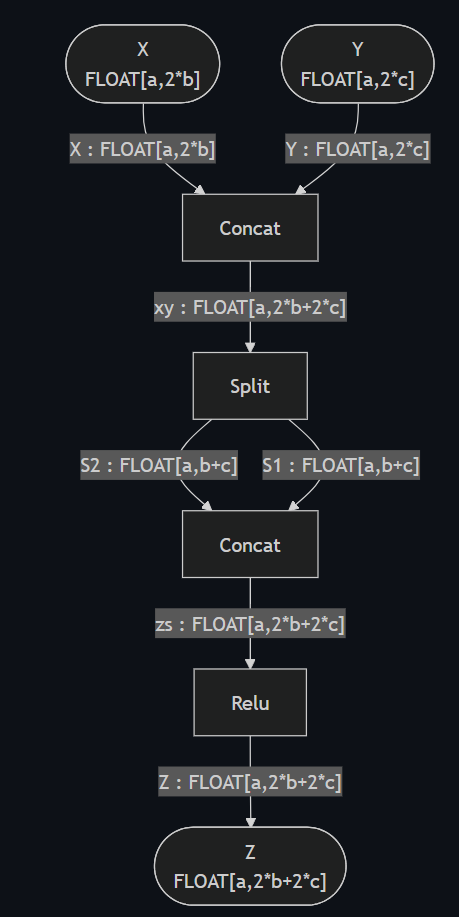 X
FLOAT[a,2*b]
Y
FLOAT[a,2*c]
X : FLOAT[a,2*b]
Y : FLOAT[a,2*c]
Concat
xy : FLOAT[a,2*b+2*c]
Split
S2 : FLOAT[a,b+c]
S1 : FLOAT[a,b+c]
Concat
zs : FLOAT[a,2*b+2*c]
Relu
Z : FLOAT[a,2*b+2*c]
Z
FLOAT[a,2*b+2*c]